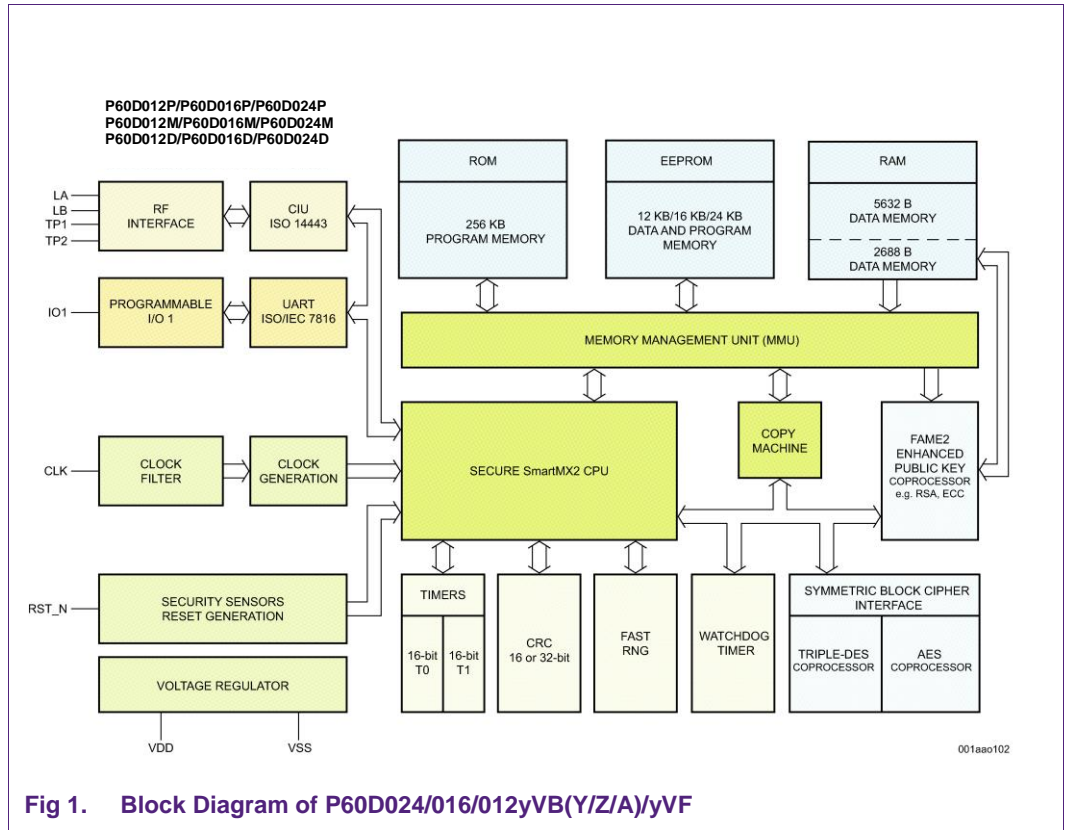 P60D012P/P60D016P/P60D024P
P60D012M/P60D016M/P60D024M
P60D012D/P60D016D/P60D024D
LA
LB
TP1
TP2
RF
INTERFACE
CIU
ISO 14443
IO1
PROGRAMMABLE
I/O 1
UART
ISO/IEC 7816
CLK
CLOCK
FILTER
CLOCK
GENERATION
RST_N
SECURITY SENSORS
RESET GENERATION
VOLTAGE REGULATOR
VDD
VSS
ROM
256 KB
PROGRAM MEMORY
EEPROM
12 KB/16 KB/24 KB
DATA AND PROGRAM
MEMORY
RAM
5632 B
DATA MEMORY
2688 B
DATA MEMORY
MEMORY MANAGEMENT UNIT (MMU)
SECURE SmartMX2 CPU
COPY
MACHINE
FAME2
ENHANCED
PUBLIC KEY
COPROCESSOR
e.g. RSA, ECC
TIMERS
16-bit
T0
16-bit
T1
CRC
16 or 32-bit
FAST
RNG
WATCHDOG
TIMER
SYMMETRIC BLOCK CIPHER
INTERFACE
TRIPLE-DES
COPROCESSOR
AES
COPROCESSOR
001aao102
Fig 1. Block Diagram of P60D024/016/012yVB(Y/Z/A)/yVF